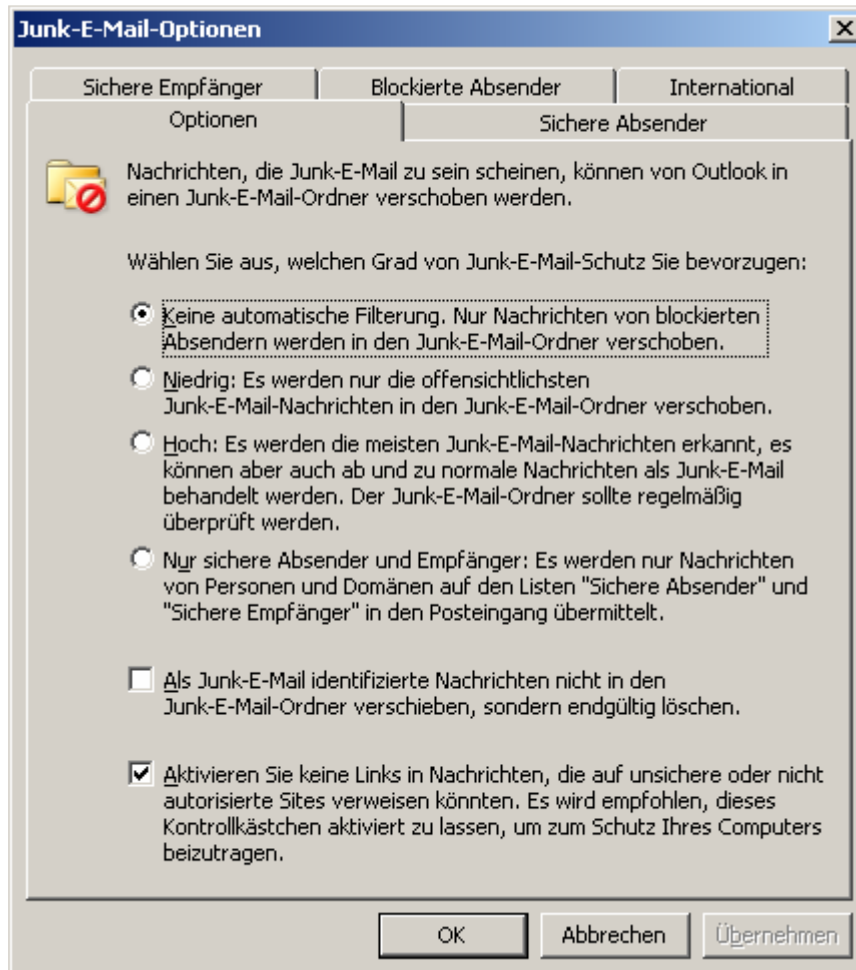 Junk-E-Mail-Optionen
Sichere Empfänger
Blockierte Absender
International
Optionen
Sichere Absender
Nachrichten, die Junk-E-Mail zu sein scheinen, können von Outlook in
einen Junk-E-Mail-Ordner verschoben werden.
Wählen Sie aus, welchen Grad von Junk-E-Mail-Schutz Sie bevorzugen:
Keine automatische Filterung. Nur Nachrichten von blockierten
Absendern werden in den Junk-E-Mail-Ordner verschoben.
Niedrig: Es werden nur die offensichtlichsten
Junk-E-Mail-Nachrichten in den Junk-E-Mail-Ordner verschoben.
Hoch: Es werden die meisten Junk-E-Mail-Nachrichten erkannt, es
können aber auch ab und zu normale Nachrichten als Junk-E-Mail
behandelt werden. Der Junk-E-Mail-Ordner sollte regelmäßig
überprüft werden.
Nur sichere Absender und Empfänger: Es werden nur Nachrichten
von Personen und Domänen auf den Listen "Sichere Absender" und
"Sichere Empfänger" in den Posteingang übermittelt.
Als Junk-E-Mail identifizierte Nachrichten nicht in den
Junk-E-Mail-Ordner verschieben, sondern endgültig löschen.
Aktivieren Sie keine Links in Nachrichten, die auf unsichere oder nicht
autorisierte Sites verweisen könnten. Es wird empfohlen, dieses
Kontrollkästchen aktiviert zu lassen, um zum Schutz Ihres Computers
beizutragen.
OK
Abbrechen
Übernehmen